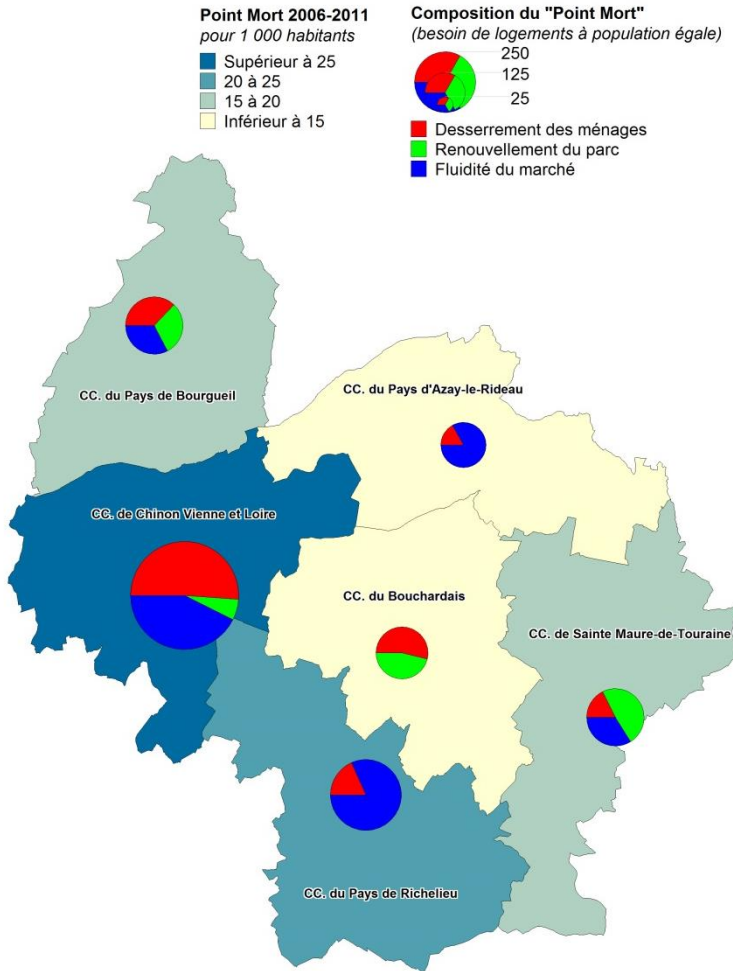 Point Mort 2006-2011
pour 1 000 habitants
Supérieur à 25
20 à 25
15 à 20
Inférieur à 15
Composition du "Point Mort"
(besoin de logements à population égale)
250
125
25
Desserrement des ménages
Renouvellement du parc
Fluidité du marché
CC. du Pays de Bourgueil
CC. du Pays d'Azay-le-Rideau
CC. de Chinon Vienne et Loire
CC. du Bouchardais
CC. de Sainte Maure-de-Touraine
CC. du Pays de Richelieu